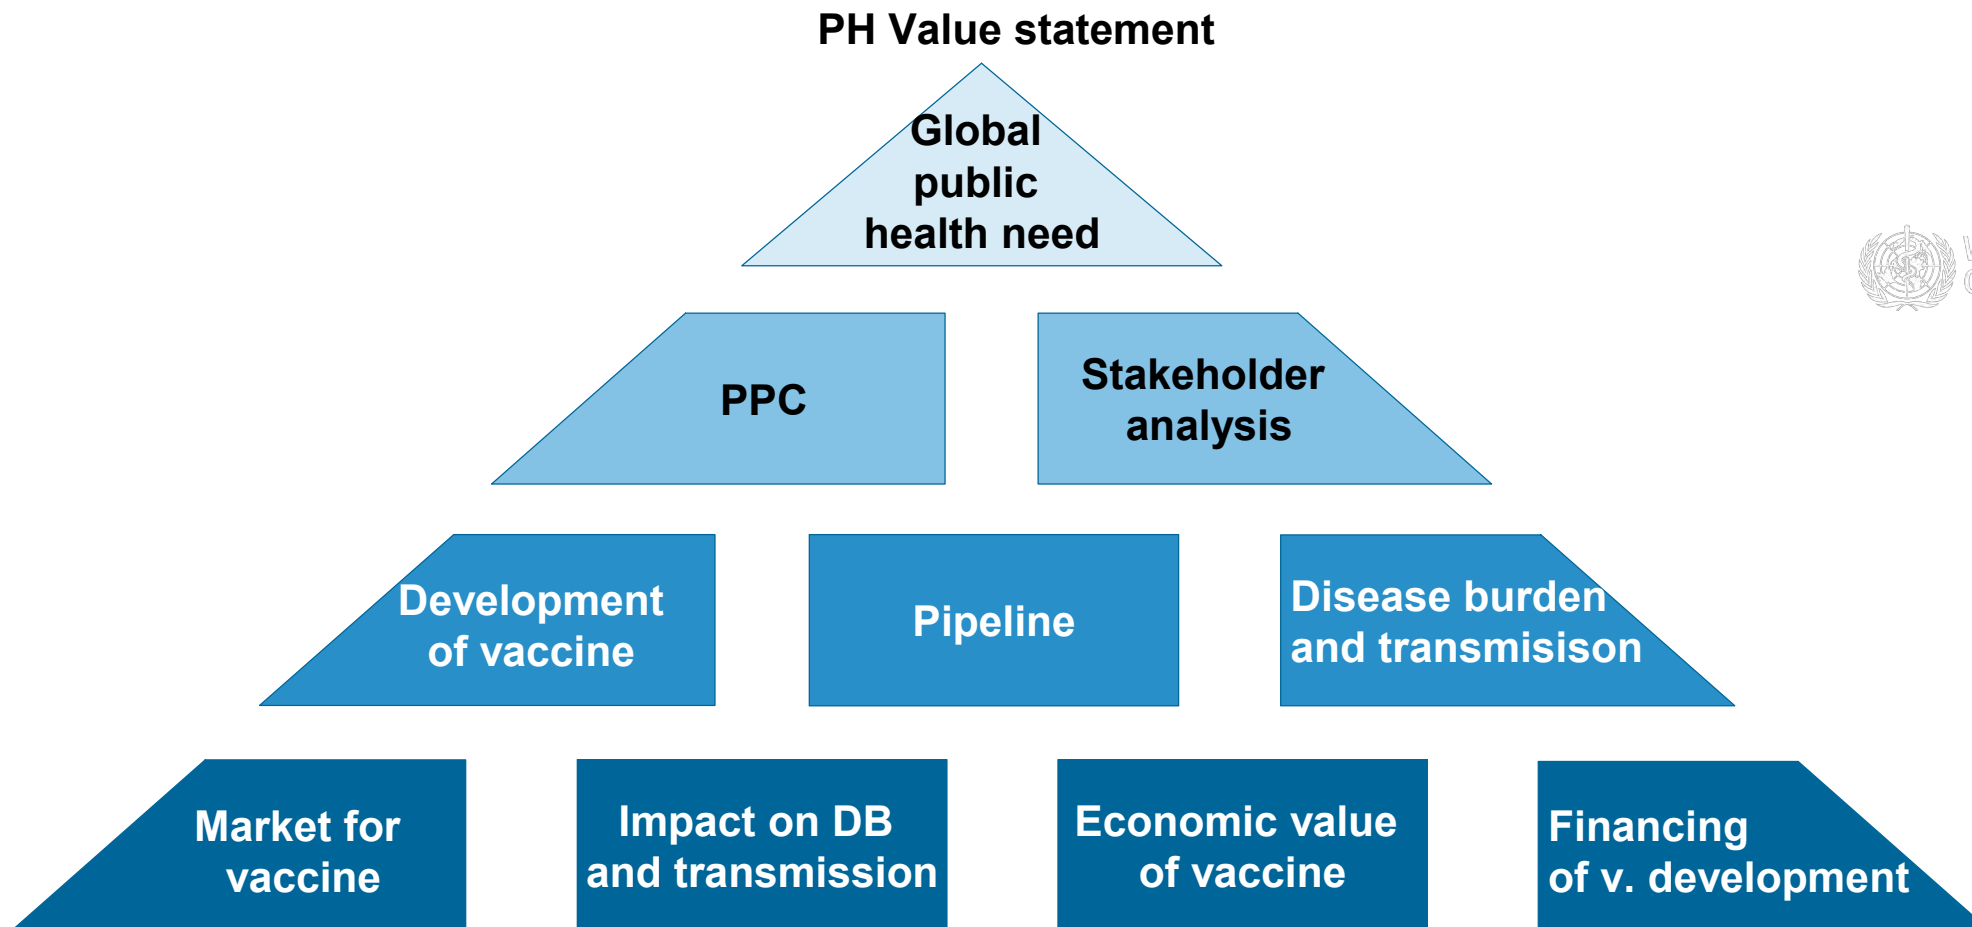 PH Value statement
Global
public
health need
PPC
Stakeholder
analysis
Development
of vaccine
Pipeline
Disease burden
and transmisison
Market for
vaccine
Impact on DB
and transmission
Economic value
of vaccine
Financing
of v. development